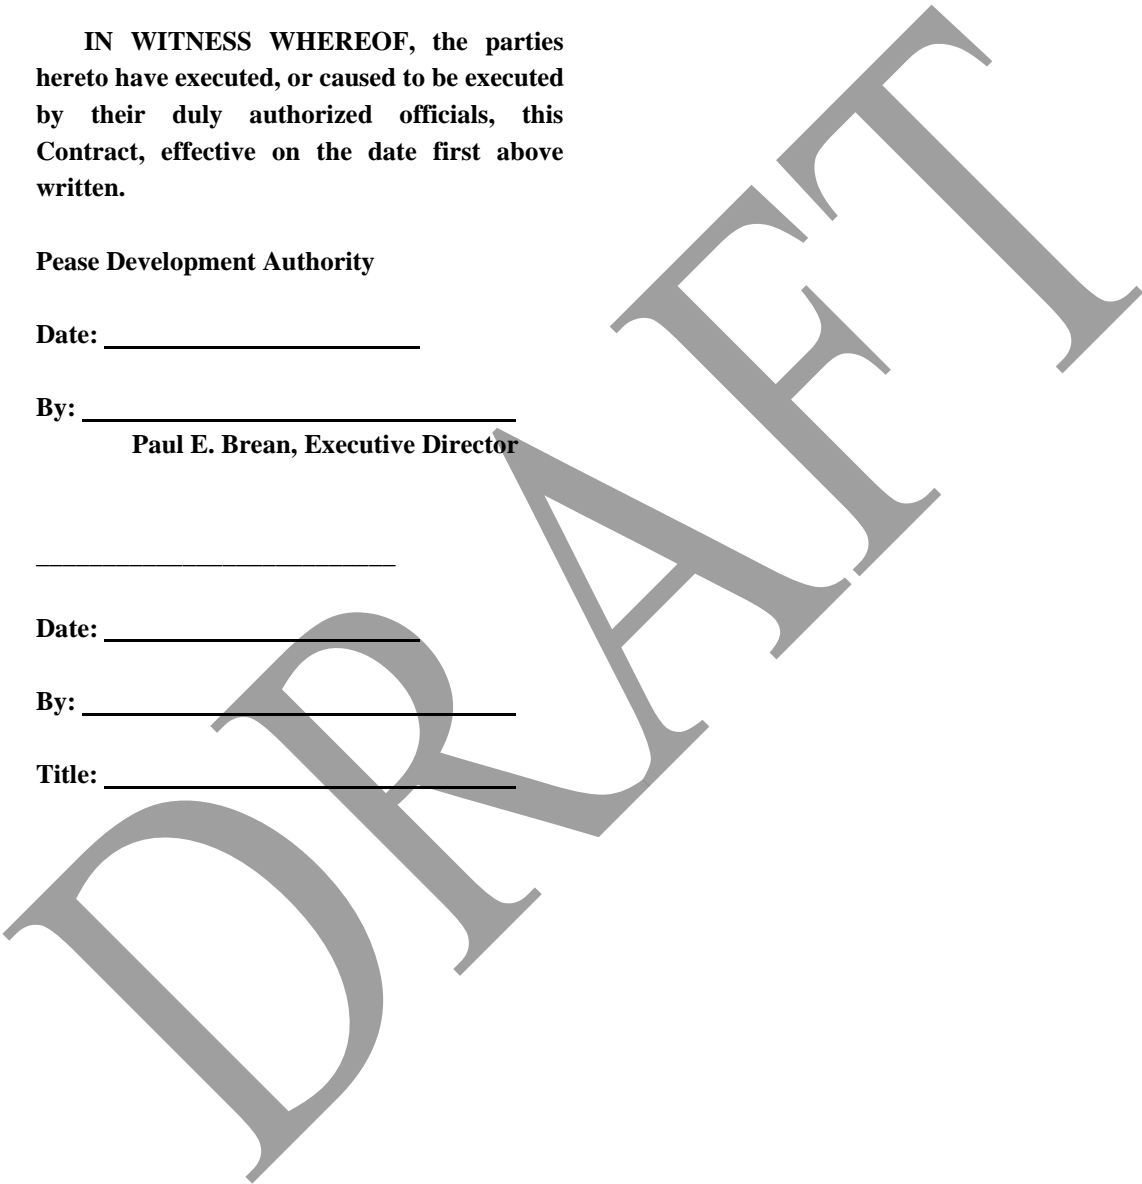 IN WITNESS WHEREOF, the parties
hereto have executed, or caused to be executed
by their duly authorized officials, this
Contract, effective on the date first above
written.
Pease Development Authority
Date:
By:
Paul E. Brean, Executive Director
Date:
By:
Title:
DRAFT